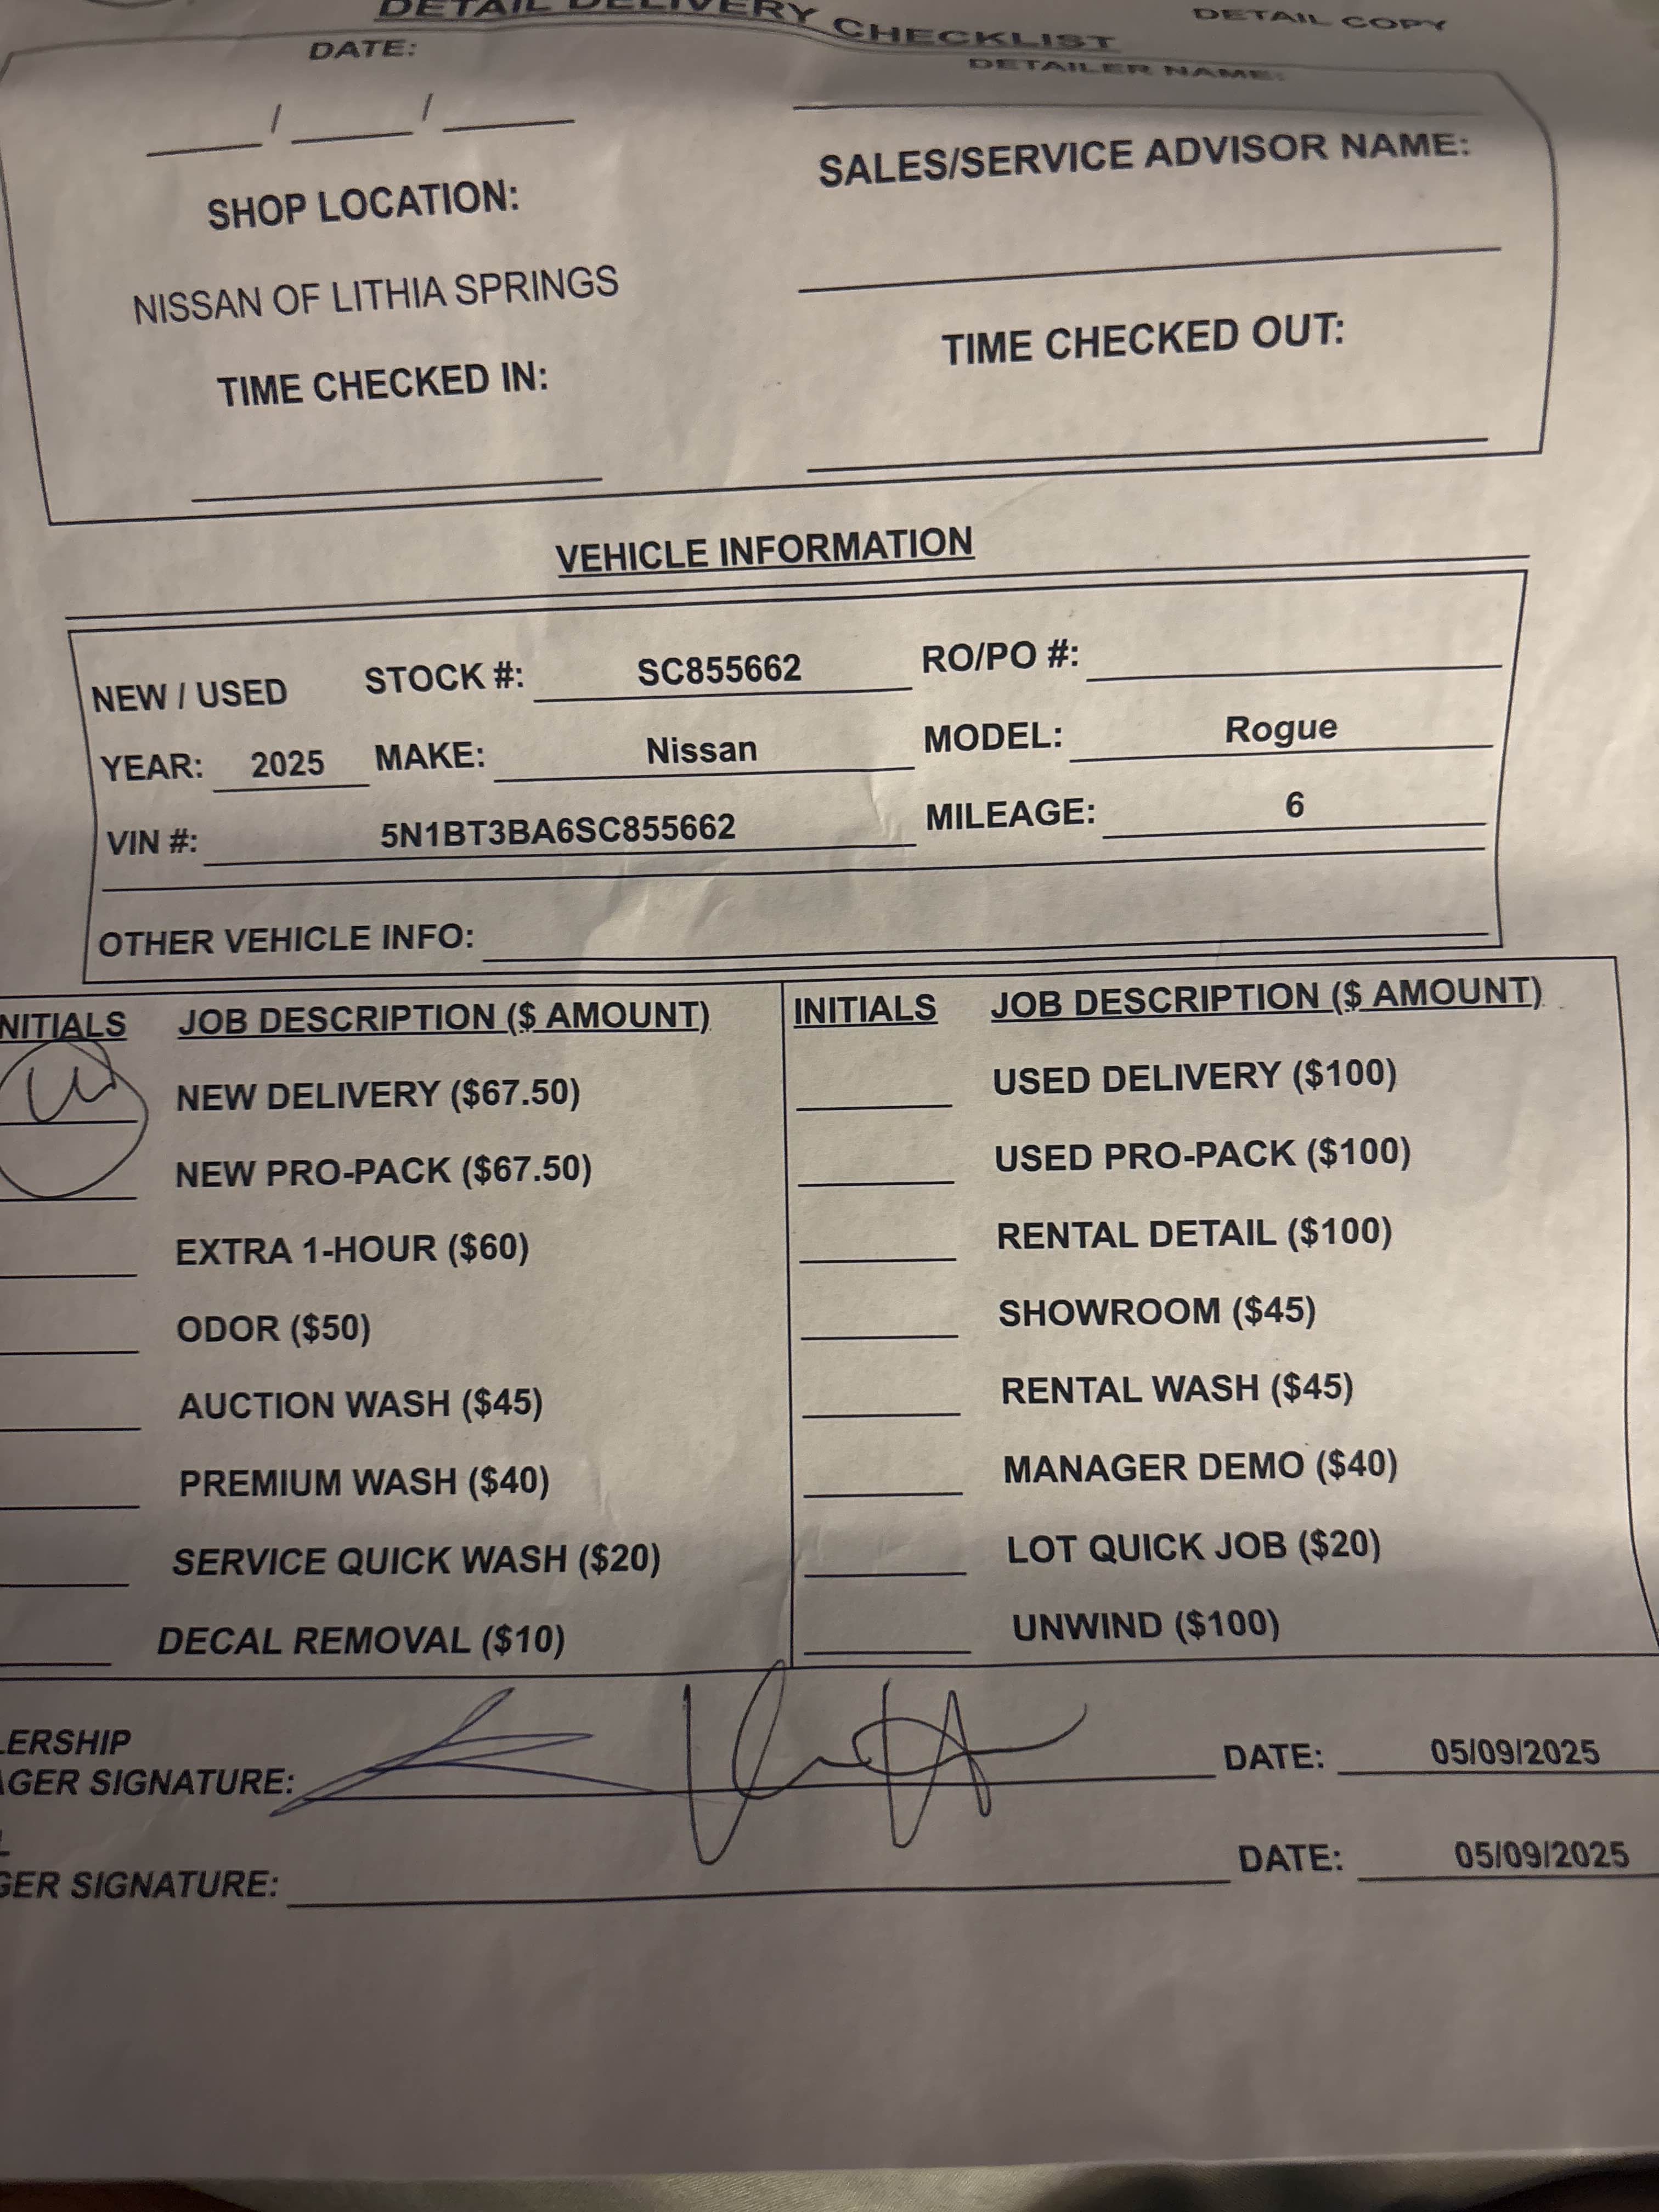 DETAIL DELIVERY CHECKLIST
DETAIL COPY
DATE:
DETAILER NAME:
/ /
SALES/SERVICE ADVISOR NAME:
SHOP LOCATION:
NISSAN OF LITHIA SPRINGS
TIME CHECKED OUT:
TIME CHECKED IN:
VEHICLE INFORMATION
NEW / USED STOCK #: SC855662 RO/PO #:
YEAR: 2025 MAKE: Nissan MODEL: Rogue
VIN #: 5N1BT3BA6SC855662 MILEAGE: 6
OTHER VEHICLE INFO:
NITIALS JOB DESCRIPTION ($ AMOUNT) INITIALS JOB DESCRIPTION ($ AMOUNT)
NEW DELIVERY ($67.50) USED DELIVERY ($100)
NEW PRO-PACK ($67.50) USED PRO-PACK ($100)
EXTRA 1-HOUR ($60) RENTAL DETAIL ($100)
ODOR ($50) SHOWROOM ($45)
AUCTION WASH ($45) RENTAL WASH ($45)
PREMIUM WASH ($40) MANAGER DEMO ($40)
SERVICE QUICK WASH ($20) LOT QUICK JOB ($20)
DECAL REMOVAL ($10) UNWIND ($100)
LERSHIP
AGER SIGNATURE: DATE: 05/09/2025
L
GER SIGNATURE: DATE: 05/09/2025